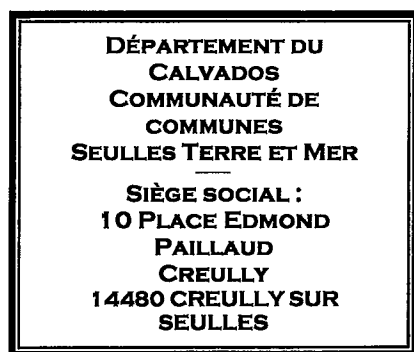 DÉPARTEMENT DU
CALVADOS
COMMUNAUTÉ DE
COMMUNES
SEULLES TERRE ET MER
SIÈGE SOCIAL :
10 PLACE EDMOND
PAILLAUD
CREULLY
14480 CREULLY SUR
SEULLES